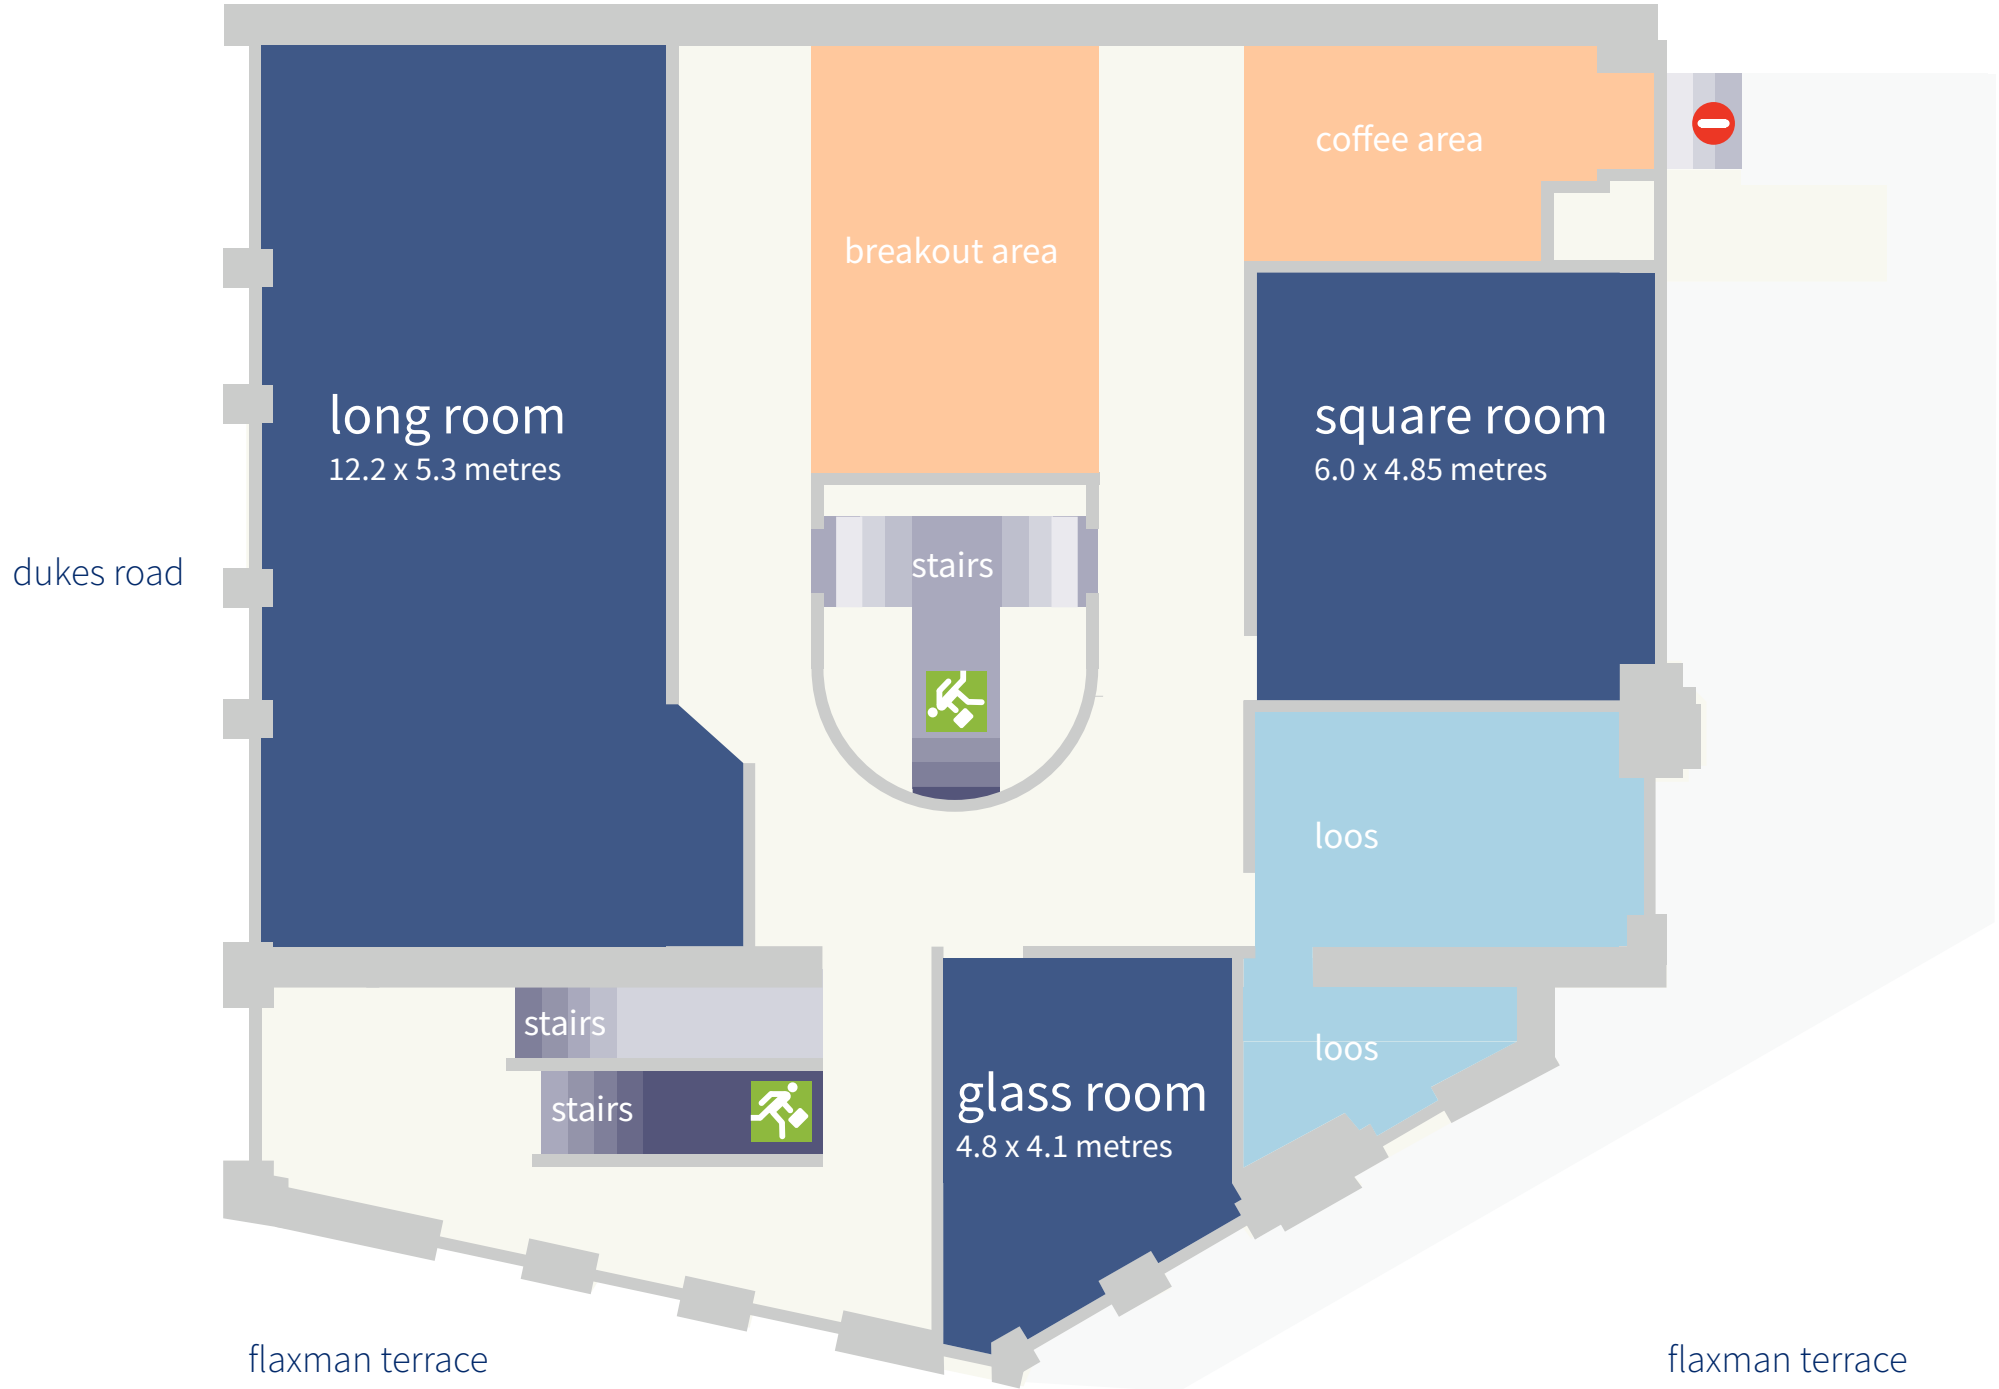 coffee area
breakout area
long room
12.2 x 5.3 metres
square room
6.0 x 4.85 metres
dukes road
stairs
loos
stairs
loos
glass room
4.8 x 4.1 metres
stairs
flaxman terrace
flaxman terrace